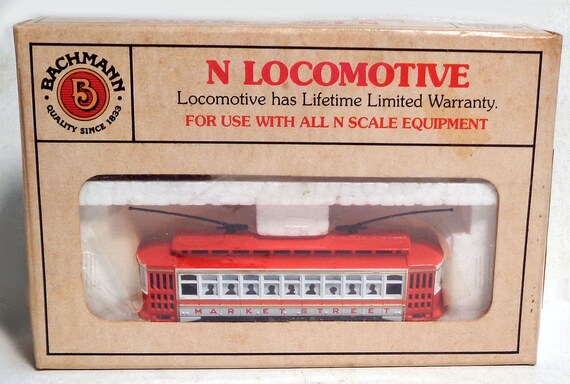 BACHMANN
B
QUALITY SINCE 1833
N LOCOMOTIVE
Locomotive has Lifetime Limited Warranty.
FOR USE WITH ALL N SCALE EQUIPMENT
MARKET STREET